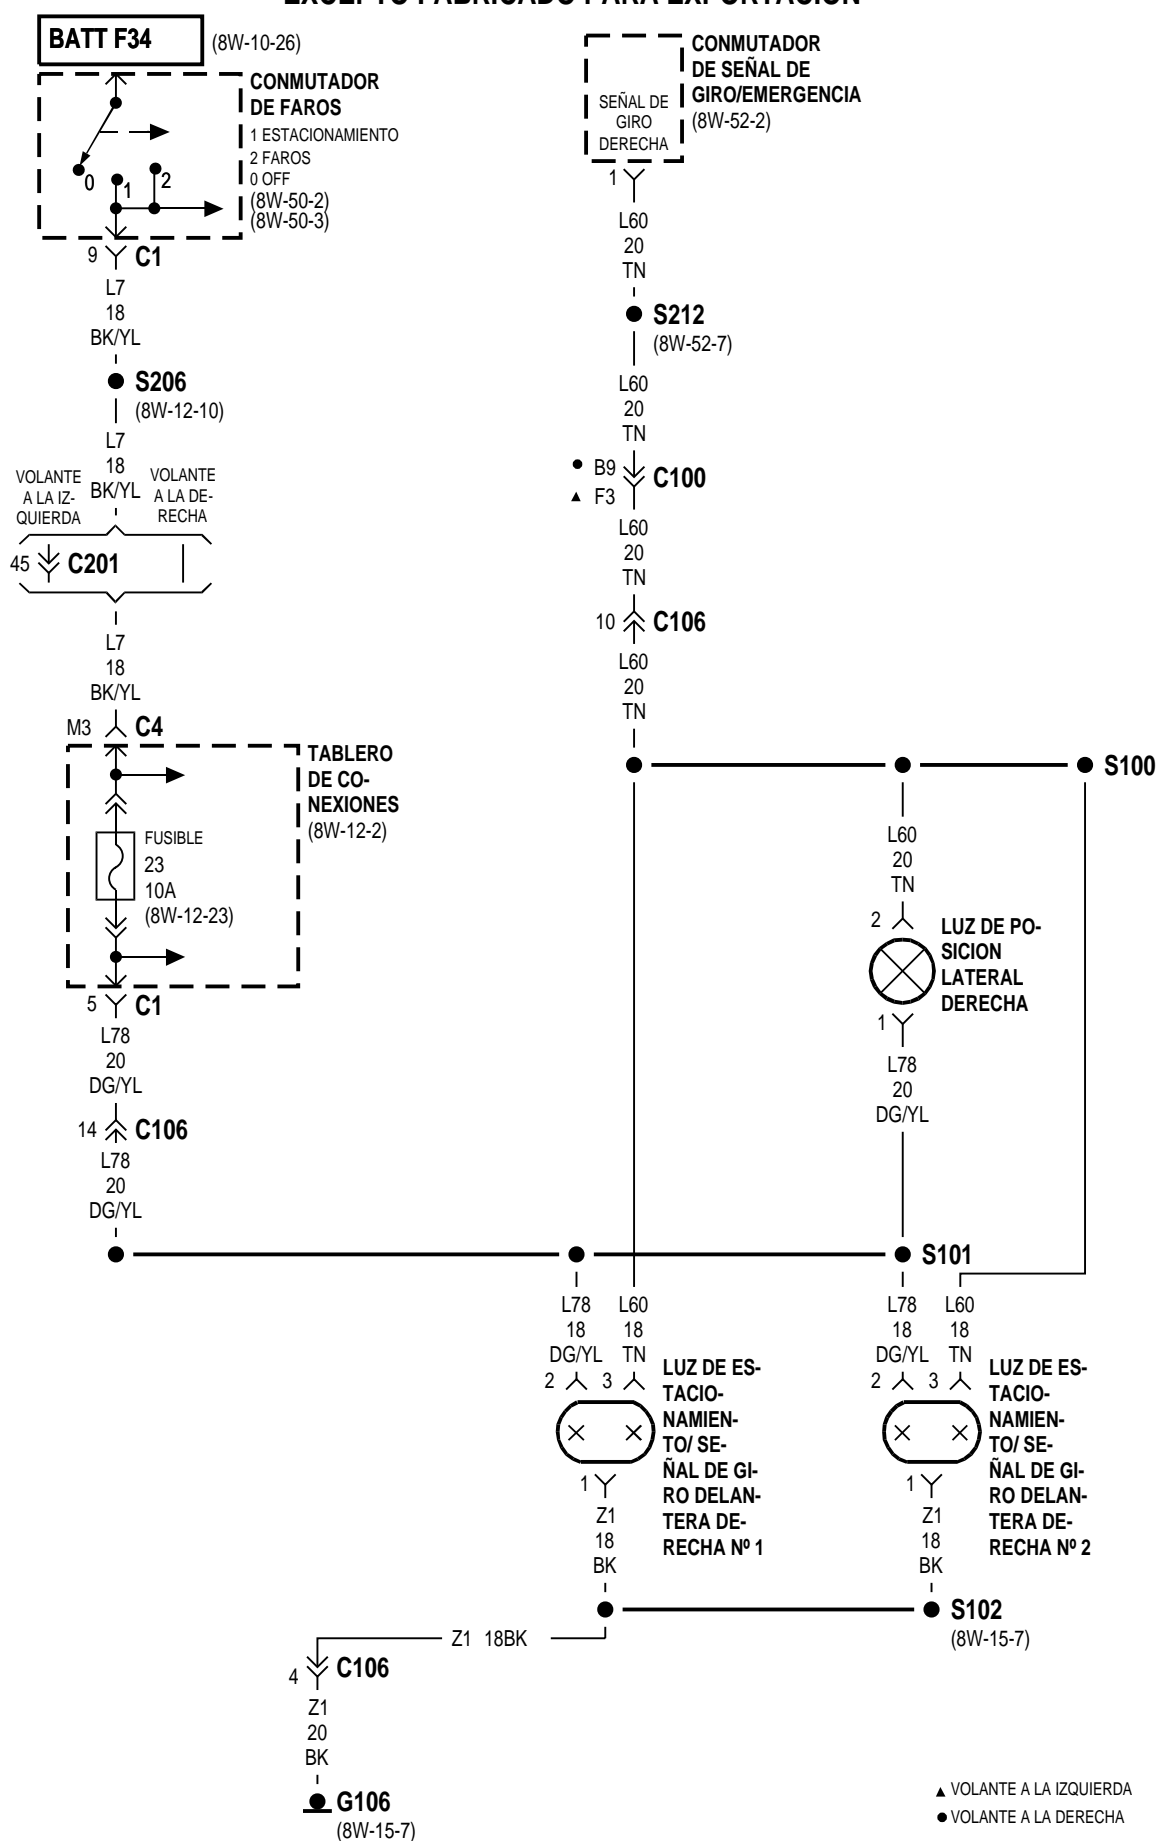 EXCEPTO FABRICADO PARA EXPORTACION
BATT F34
(8W-10-26)
CONMUTADOR
DE FAROS
1 ESTACIONAMIENTO
2 FAROS
0 OFF
(8W-50-2)
(8W-50-3)
0
1
2
9
C1
L7
18
BK/YL
S206
(8W-12-10)
L7
18
BK/YL
VOLANTE
A LA IZ-
QUIERDA
VOLANTE
A LA DE-
RECHA
45
C201
L7
18
BK/YL
M3
C4
TABLERO
DE CO-
NEXIONES
(8W-12-2)
FUSIBLE
23
10A
(8W-12-23)
5
C1
L78
20
DG/YL
14
C106
L78
20
DG/YL
CONMUTADOR
DE SEÑAL DE
GIRO/EMERGENCIA
(8W-52-2)
SEÑAL DE
GIRO
DERECHA
1
L60
20
TN
S212
(8W-52-7)
L60
20
TN
● B9
▲ F3
C100
L60
20
TN
10
C106
L60
20
TN
S100
L60
20
TN
2
LUZ DE PO-
SICION
LATERAL
DERECHA
1
L78
20
DG/YL
S101
L78
18
DG/YL
2
L60
18
TN
3
LUZ DE ES-
TACIO-
NAMIEN-
TO/ SE-
ÑAL DE GI-
RO DELAN-
TERA DE-
RECHA Nº 1
1
Z1
18
BK
L78
18
DG/YL
2
L60
18
TN
3
LUZ DE ES-
TACIO-
NAMIEN-
TO/ SE-
ÑAL DE GI-
RO DELAN-
TERA DE-
RECHA Nº 2
1
Z1
18
BK
S102
(8W-15-7)
Z1 18BK
4
C106
Z1
20
BK
G106
(8W-15-7)
▲ VOLANTE A LA IZQUIERDA
● VOLANTE A LA DERECHA